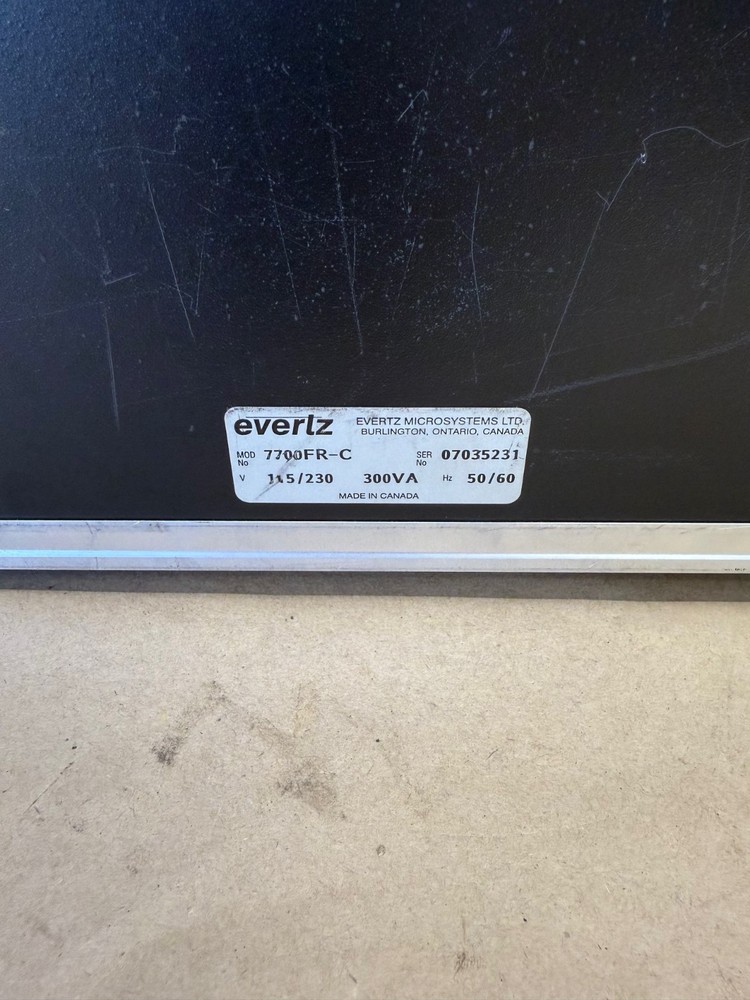 evertz EVERTZ MICROSYSTEMS LTD.
BURLINGTON, ONTARIO, CANADA
MOD No 7700FR-C SER No 07035231
V 115/230 300VA Hz 50/60
MADE IN CANADA